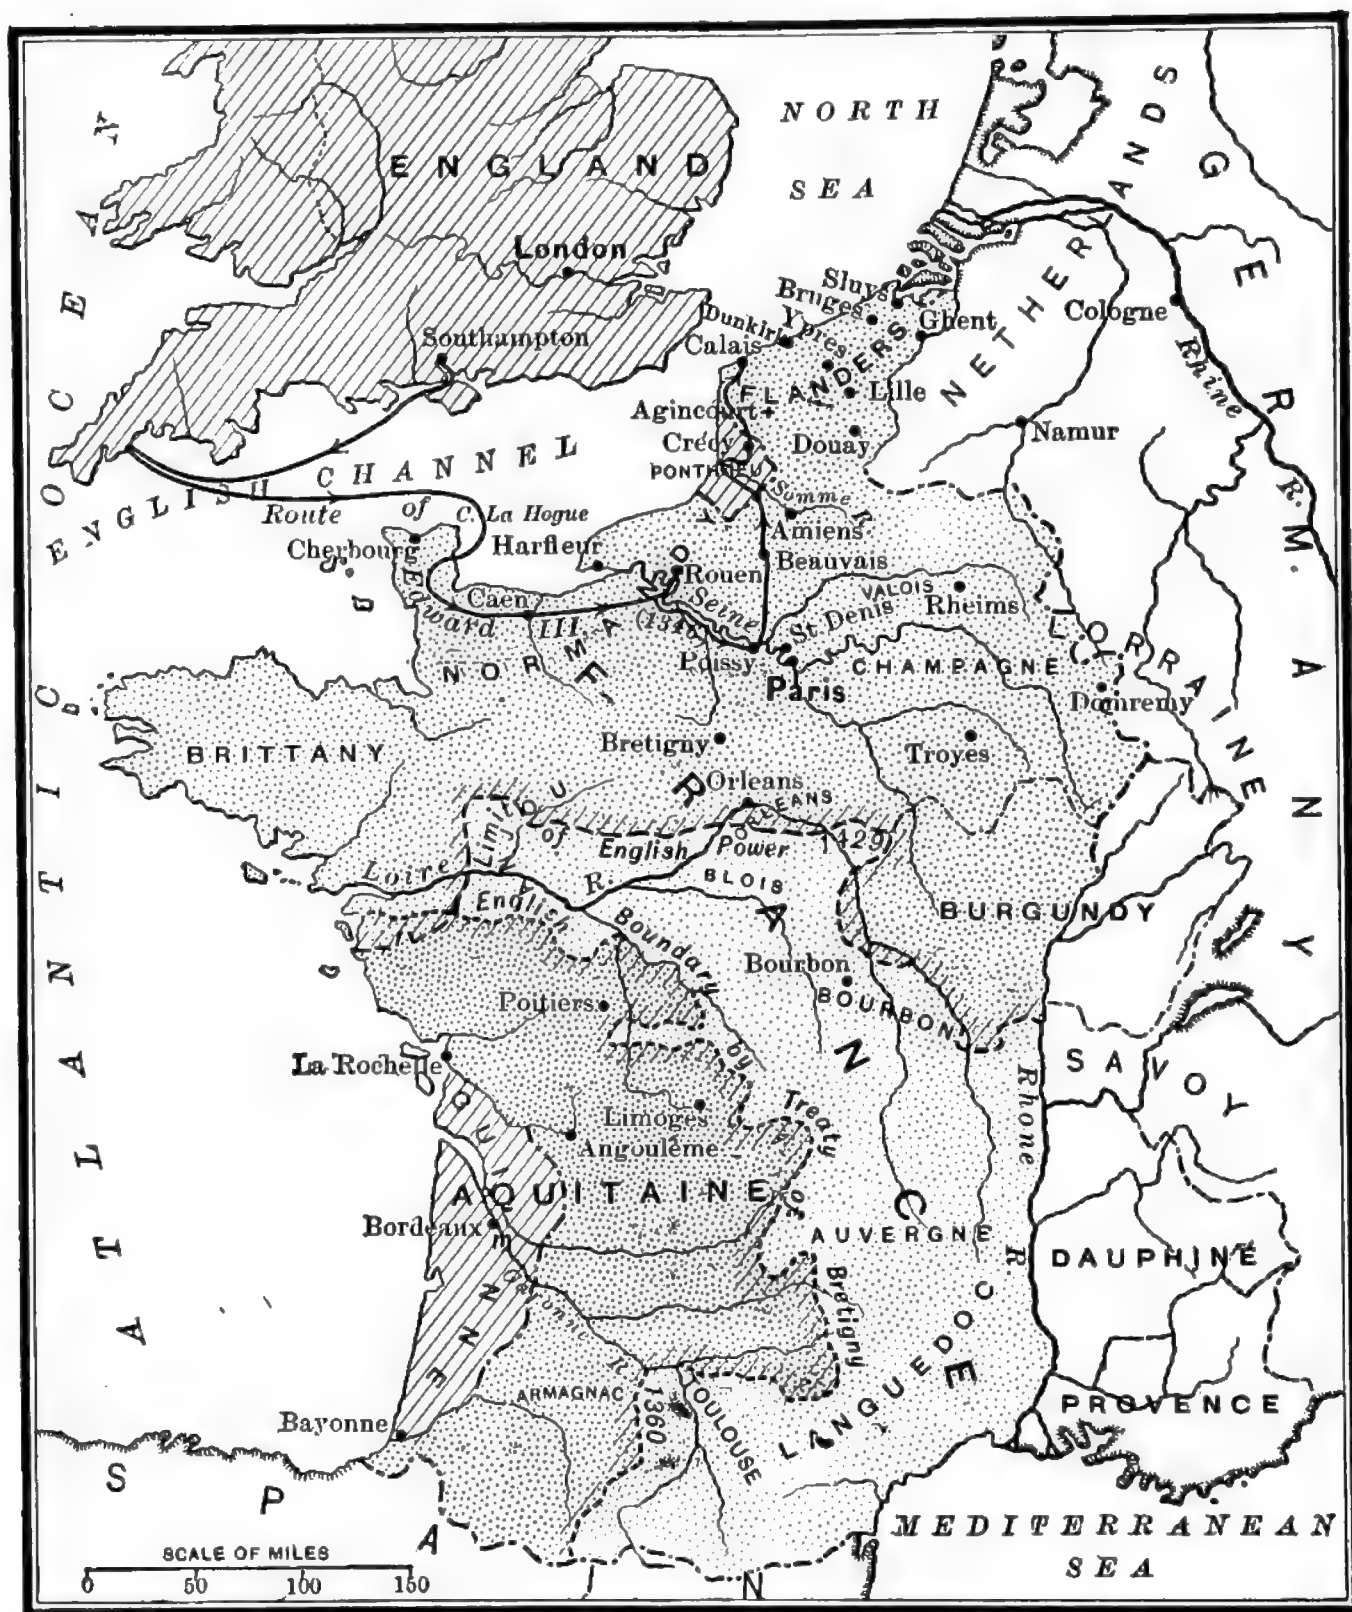 NORTH
SEA
ENGLAND
London
Southampton
ATLANTIC OCEAN
ENGLISH CHANNEL
Route of Edward III (1346)
C. La Hogue
Cherbourg
Harfleur
Caen
Rouen
Seine
NORMANDY
NETHERLANDS
GERMANY
Sluys
Bruges
Ypres
Dunkirk
Calais
Ghent
FLANDERS
Lille
Agincourt
Crécy
Douay
PONTHIEU
Somme R.
Amiens
Beauvais
Cologne
Rhine R.
Namur
VALOIS
Rheims
St Denis
Poissy
Paris
CHAMPAGNE
LORRAINE
Domremy
BRITTANY
Bretigny
Troyes
Orleans
ORLEANS
ANJOU
Limit of English Power 1429
Loire R.
BLOIS
FRANCE
BURGUNDY
English Boundary by Treaty of Bretigny 1360
Bourbon
BOURBON
Poitiers
La Rochelle
Limoges
Angoulême
SAVOY
Rhone R.
AQUITAINE
GUIENNE
Bordeaux
Garonne R.
AUVERGNE
DAUPHINE
LANGUEDOC
ARMAGNAC
TOULOUSE
PROVENCE
Bayonne
SPAIN
MEDITERRANEAN
SEA
SCALE OF MILES
0 50 100 150